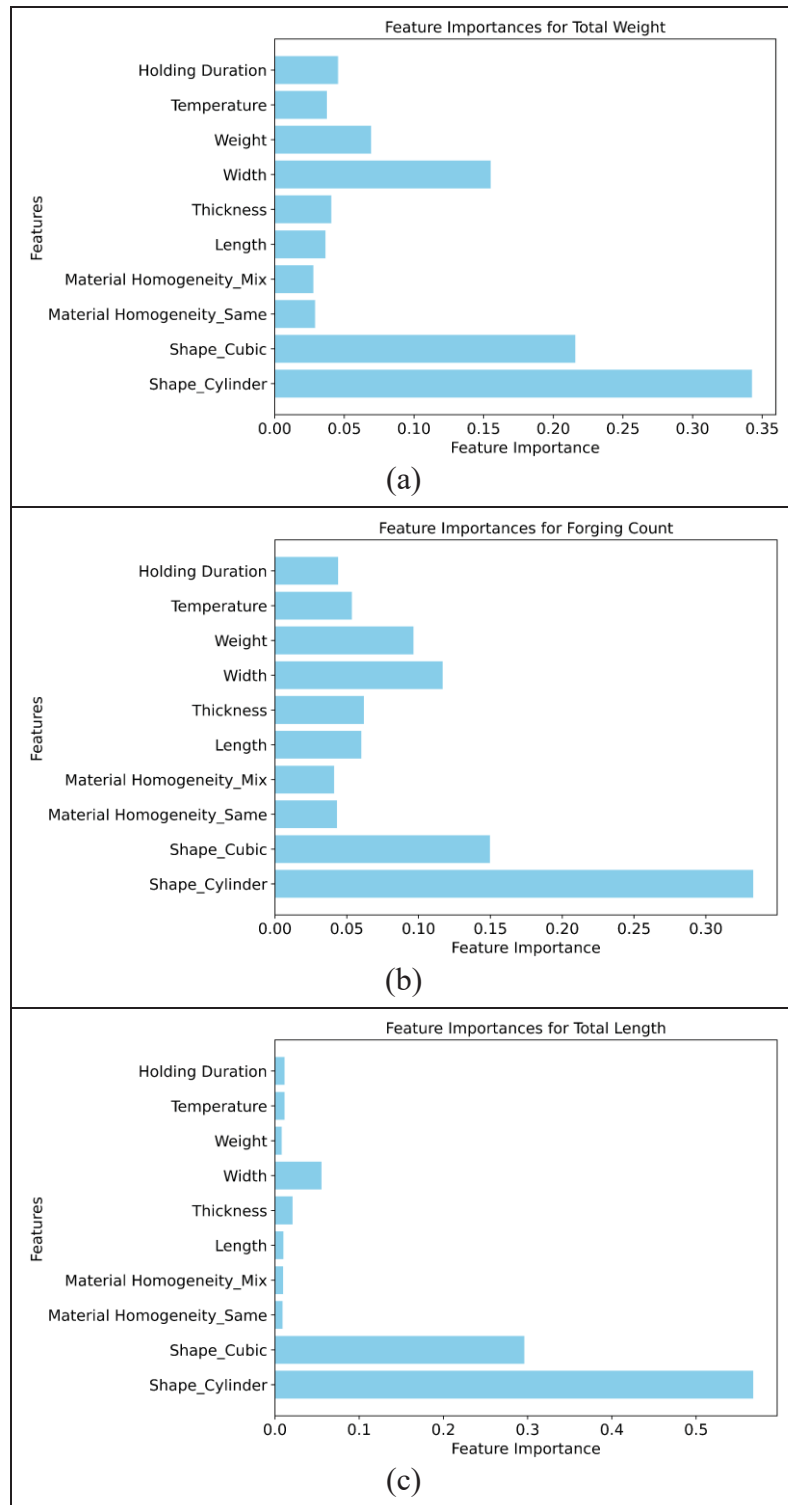 Feature Importances for Total Weight
Holding Duration
Temperature
Weight
Width
Thickness
Length
Material Homogeneity_Mix
Material Homogeneity_Same
Shape_Cubic
Shape_Cylinder
Features
0.00 0.05 0.10 0.15 0.20 0.25 0.30 0.35
Feature Importance
(a)
Feature Importances for Forging Count
Holding Duration
Temperature
Weight
Width
Thickness
Length
Material Homogeneity_Mix
Material Homogeneity_Same
Shape_Cubic
Shape_Cylinder
Features
0.00 0.05 0.10 0.15 0.20 0.25 0.30
Feature Importance
(b)
Feature Importances for Total Length
Holding Duration
Temperature
Weight
Width
Thickness
Length
Material Homogeneity_Mix
Material Homogeneity_Same
Shape_Cubic
Shape_Cylinder
Features
0.0 0.1 0.2 0.3 0.4 0.5
Feature Importance
(c)